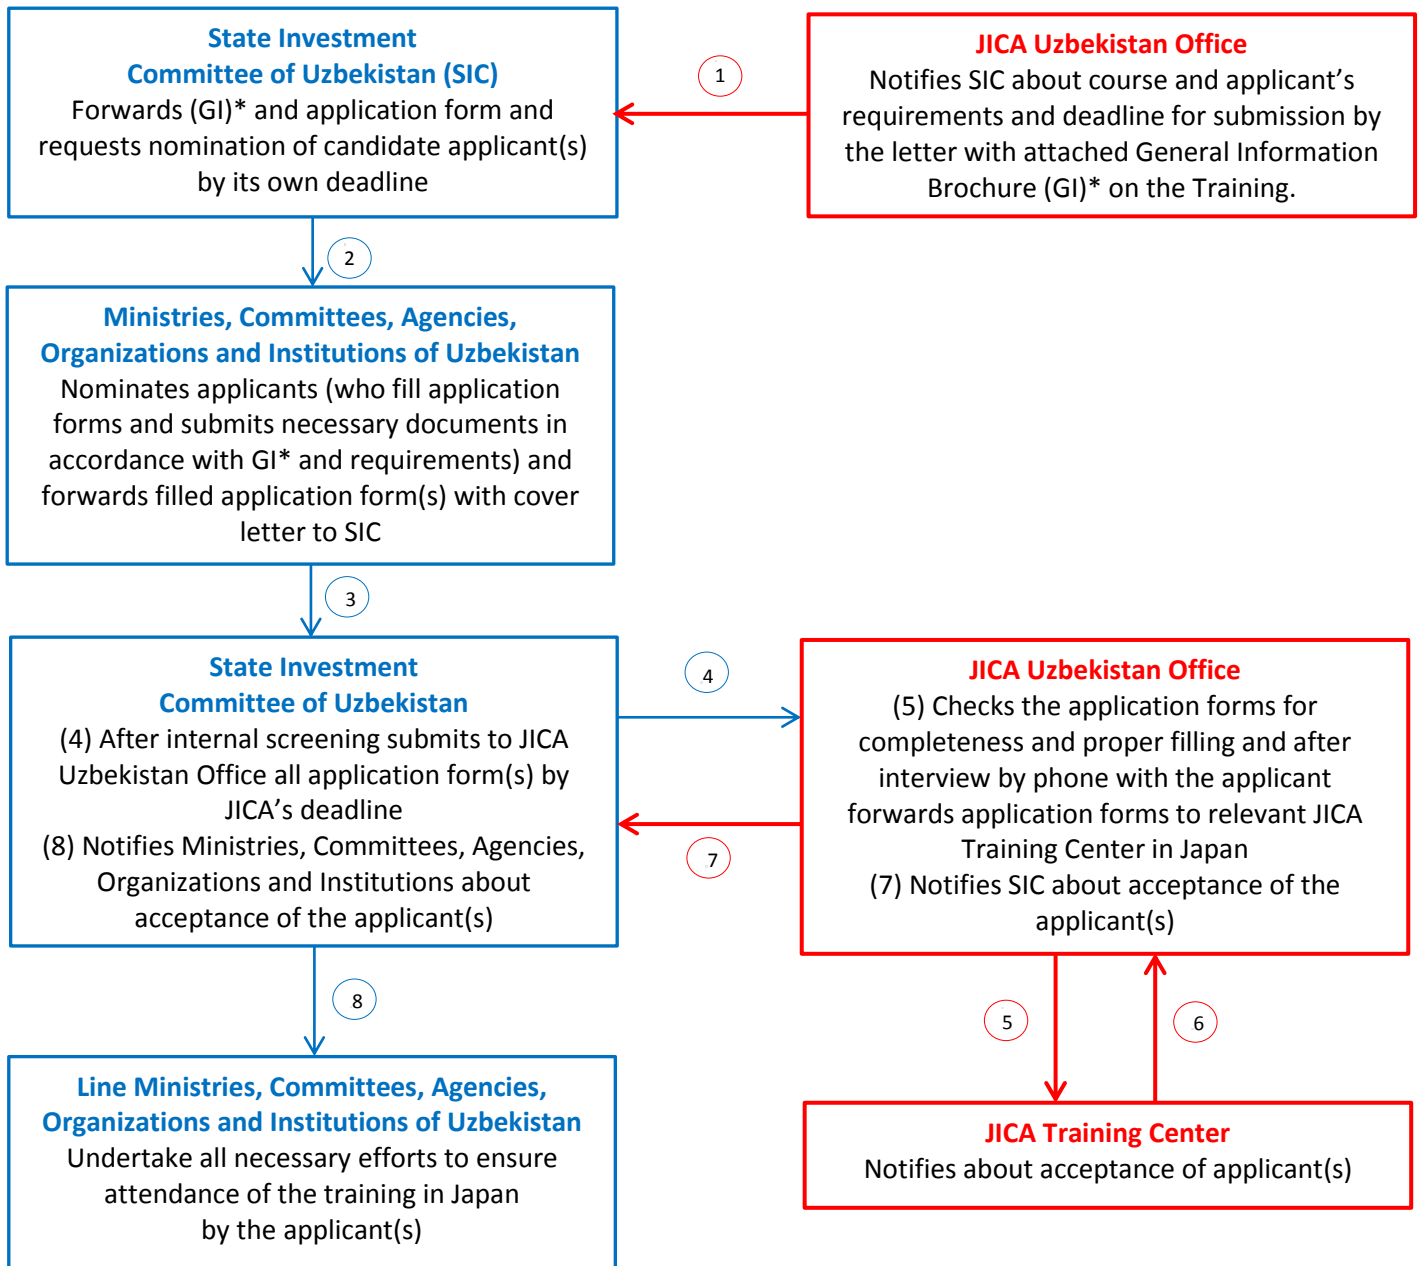 State Investment
Committee of Uzbekistan (SIC)
Forwards (GI)* and application form and
requests nomination of candidate applicant(s)
by its own deadline
1
JICA Uzbekistan Office
Notifies SIC about course and applicant’s
requirements and deadline for submission by
the letter with attached General Information
Brochure (GI)* on the Training.
2
Ministries, Committees, Agencies,
Organizations and Institutions of Uzbekistan
Nominates applicants (who fill application
forms and submits necessary documents in
accordance with GI* and requirements) and
forwards filled application form(s) with cover
letter to SIC
3
State Investment
Committee of Uzbekistan
(4) After internal screening submits to JICA
Uzbekistan Office all application form(s) by
JICA’s deadline
(8) Notifies Ministries, Committees, Agencies,
Organizations and Institutions about
acceptance of the applicant(s)
4
7
JICA Uzbekistan Office
(5) Checks the application forms for
completeness and proper filling and after
interview by phone with the applicant
forwards application forms to relevant JICA
Training Center in Japan
(7) Notifies SIC about acceptance of the
applicant(s)
8
5
6
Line Ministries, Committees, Agencies,
Organizations and Institutions of Uzbekistan
Undertake all necessary efforts to ensure
attendance of the training in Japan
by the applicant(s)
JICA Training Center
Notifies about acceptance of applicant(s)